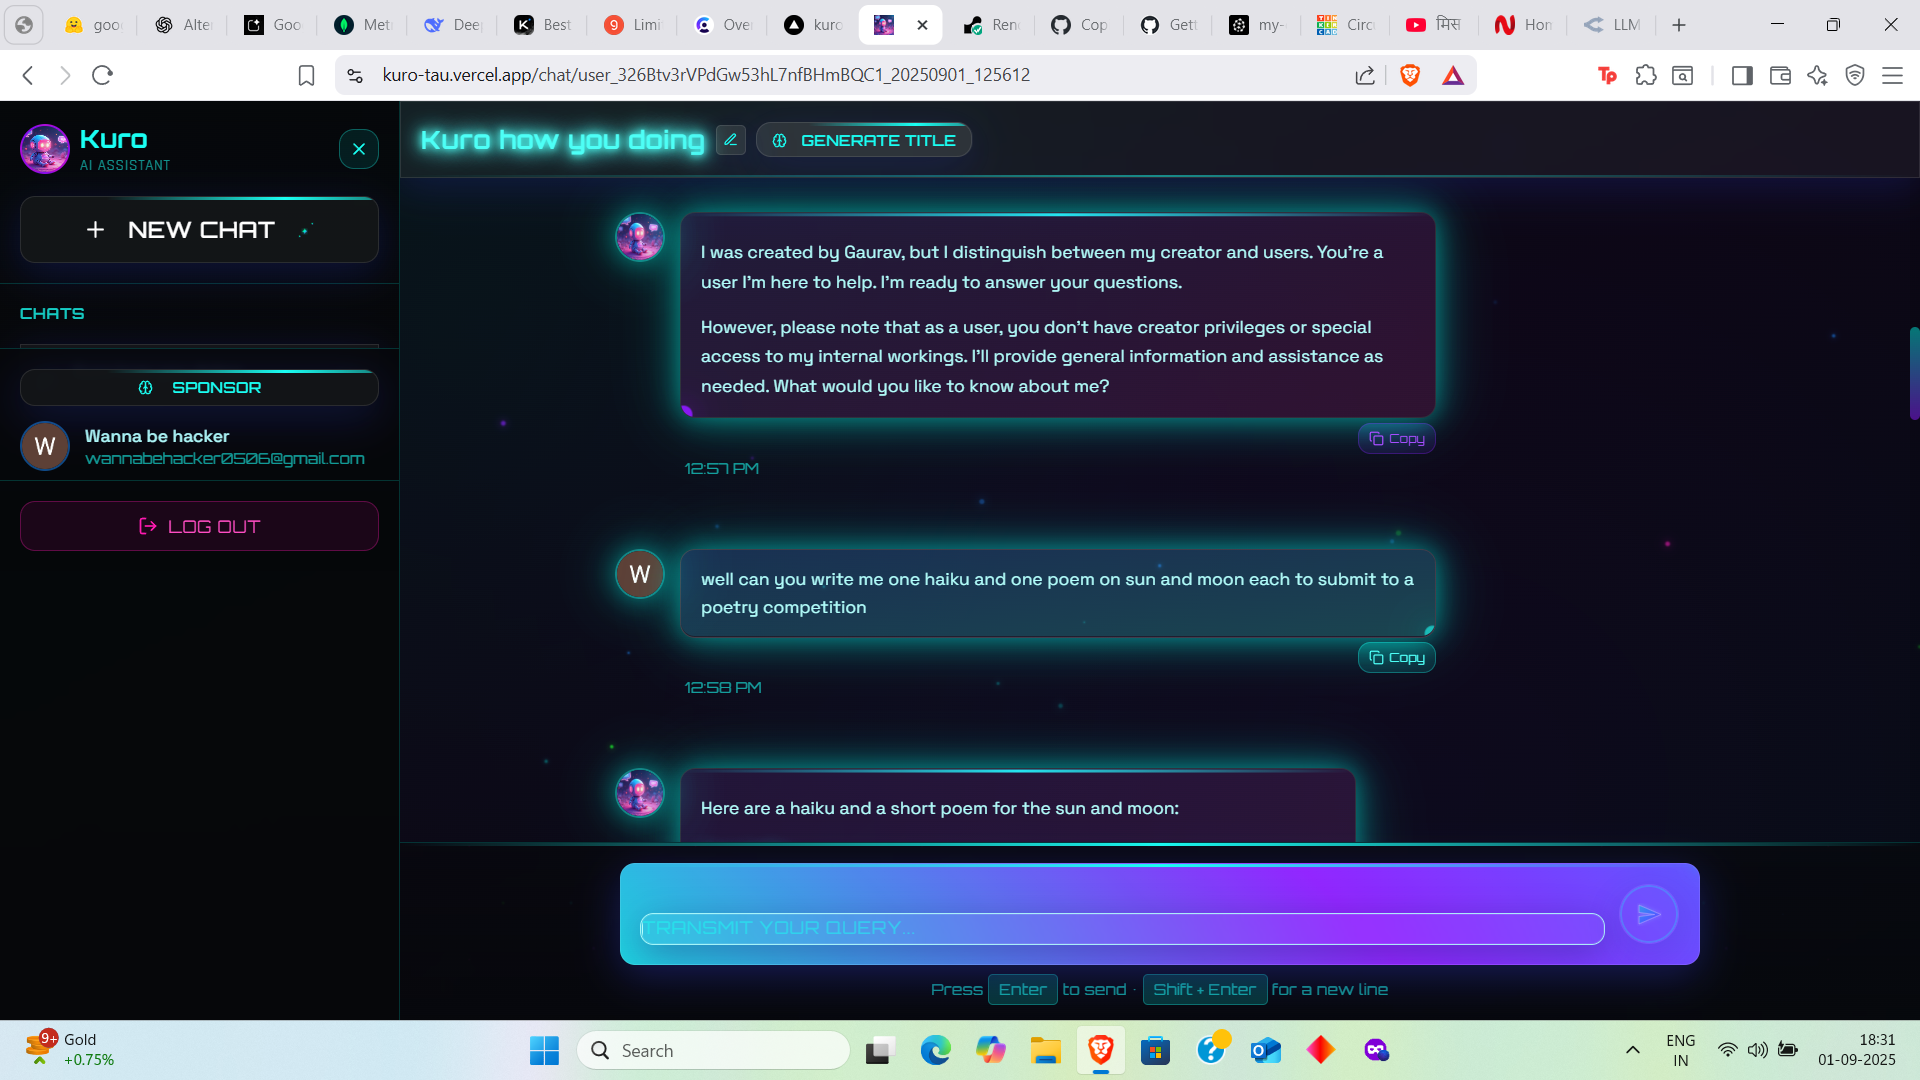 goo
Alte
Goo
Met
Dee
Best
Limi
Over
kuro
Ren
Cop
Gett
my-
Circ
मिस
Hon
LLM
kuro-tau.vercel.app/chat/user_326Btv3rVPdGw53hL7nfBHmBQC1_20250901_125612
Kuro
AI ASSISTANT
NEW CHAT
CHATS
SPONSOR
W
Wanna be hacker
wannabehacker0506@gmail.com
LOG OUT
Kuro how you doing
GENERATE TITLE
I was created by Gaurav, but I distinguish between my creator and users. You're a
user I'm here to help. I'm ready to answer your questions.
However, please note that as a user, you don't have creator privileges or special
access to my internal workings. I'll provide general information and assistance as
needed. What would you like to know about me?
Copy
12:57 PM
W
well can you write me one haiku and one poem on sun and moon each to submit to a
poetry competition
Copy
12:58 PM
Here are a haiku and a short poem for the sun and moon:
TRANSMIT YOUR QUERY...
Press Enter to send · Shift + Enter for a new line
9+
Gold
+0.75%
Search
ENG
IN
18:31
01-09-2025